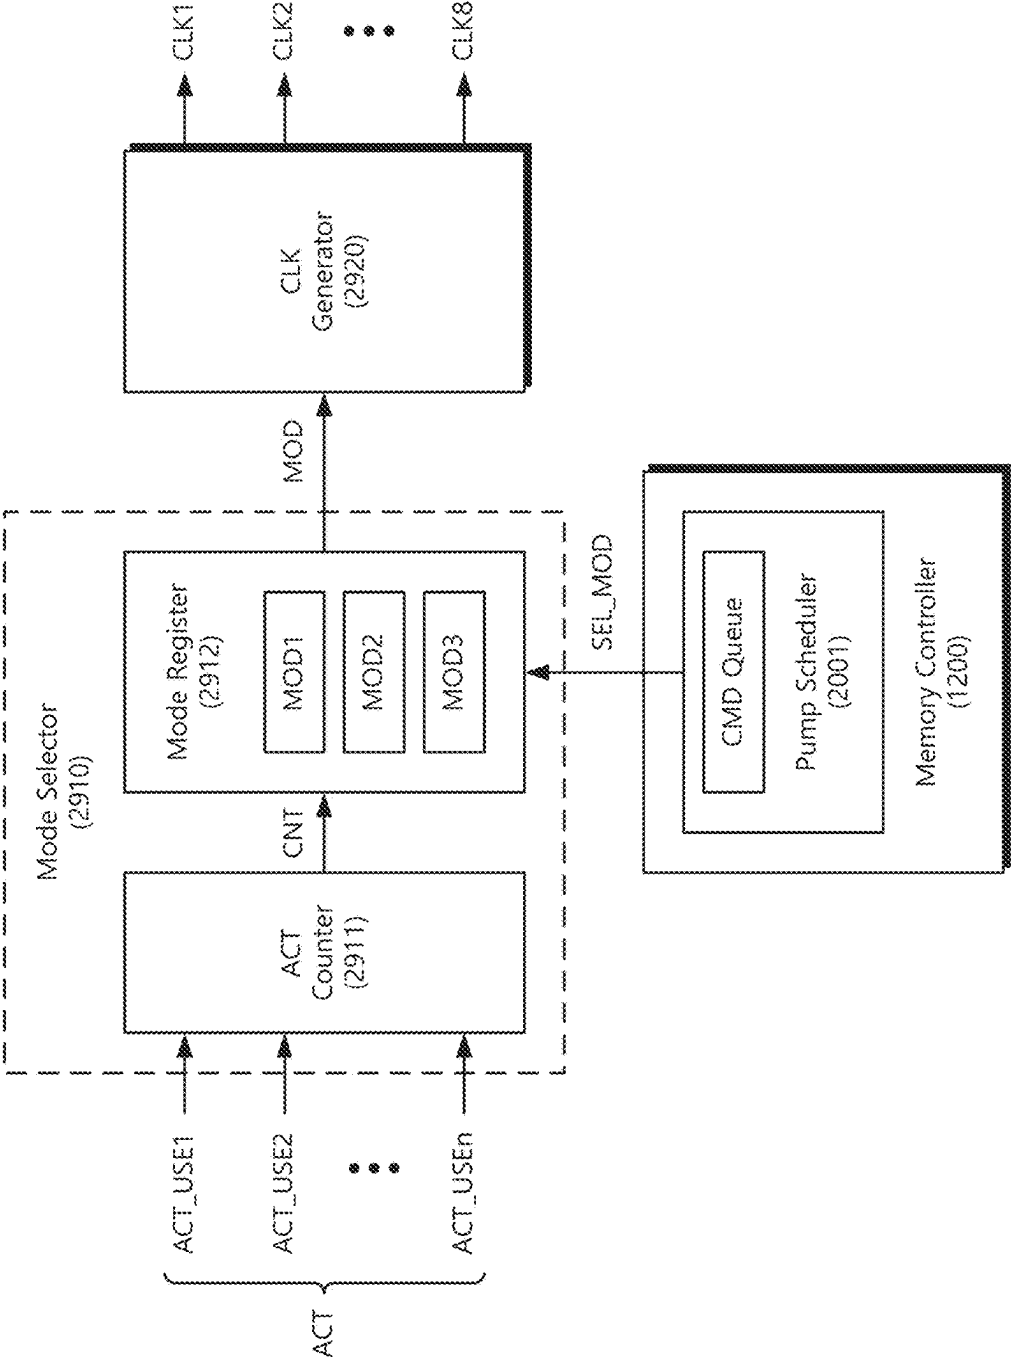 Mode Selector
(2910)
ACT
ACT_USE1
ACT_USE2
•••
ACT_USEn
ACT
Counter
(2911)
CNT
Mode Register
(2912)
MOD1
MOD2
MOD3
MOD
CLK
Generator
(2920)
CLK1
CLK2
•••
CLK8
SEL_MOD
CMD Queue
Pump Scheduler
(2001)
Memory Controller
(1200)